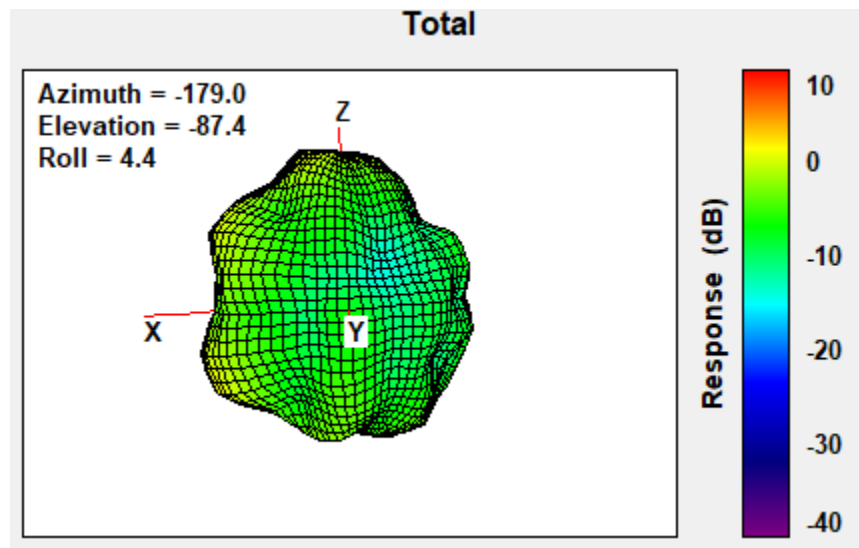 Total
Azimuth = -179.0
Elevation = -87.4
Roll = 4.4
Z
X
Y
Response (dB)
10
0
-10
-20
-30
-40